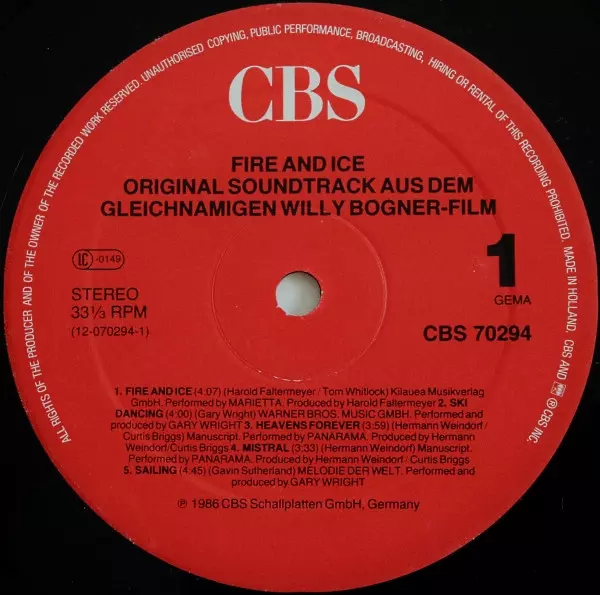 ALL RIGHTS OF THE PRODUCER AND OF THE OWNER OF THE RECORDED WORK RESERVED. UNAUTHORISED COPYING, PUBLIC PERFORMANCE, BROADCASTING, HIRING OR RENTAL OF THIS RECORDING PROHIBITED. MADE IN HOLLAND. CBS AND ℗ CBS INC.
CBS
FIRE AND ICE
ORIGINAL SOUNDTRACK AUS DEM
GLEICHNAMIGEN WILLY BOGNER-FILM
LC -0149
1
STEREO
33⅓ RPM
(12-070294-1)
GEMA
CBS 70294
1. FIRE AND ICE (4:07) (Harold Faltermeyer/Tom Whitlock) Kilauea Musikverlag
GmbH. Performed by MARIETTA. Produced by Harold Faltermeyer 2. SKI
DANCING (4:00) (Gary Wright) WARNER BROS. MUSIC GMBH. Performed and
produced by GARY WRIGHT 3. HEAVENS FOREVER (3:59) (Hermann Weindorf/
Curtis Briggs) Manuscript. Performed by PANARAMA. Produced by Hermann
Weindorf/Curtis Briggs 4. MISTRAL (3:33) (Hermann Weindorf/Curtis Briggs)
Manuscript. Performed by PANARAMA. Produced by Hermann Weindorf/Curtis Briggs
5. SAILING (4:45) (Gavin Sutherland) MELODIE DER WELT. Performed and
produced by GARY WRIGHT
℗ 1986 CBS Schallplatten GmbH, Germany